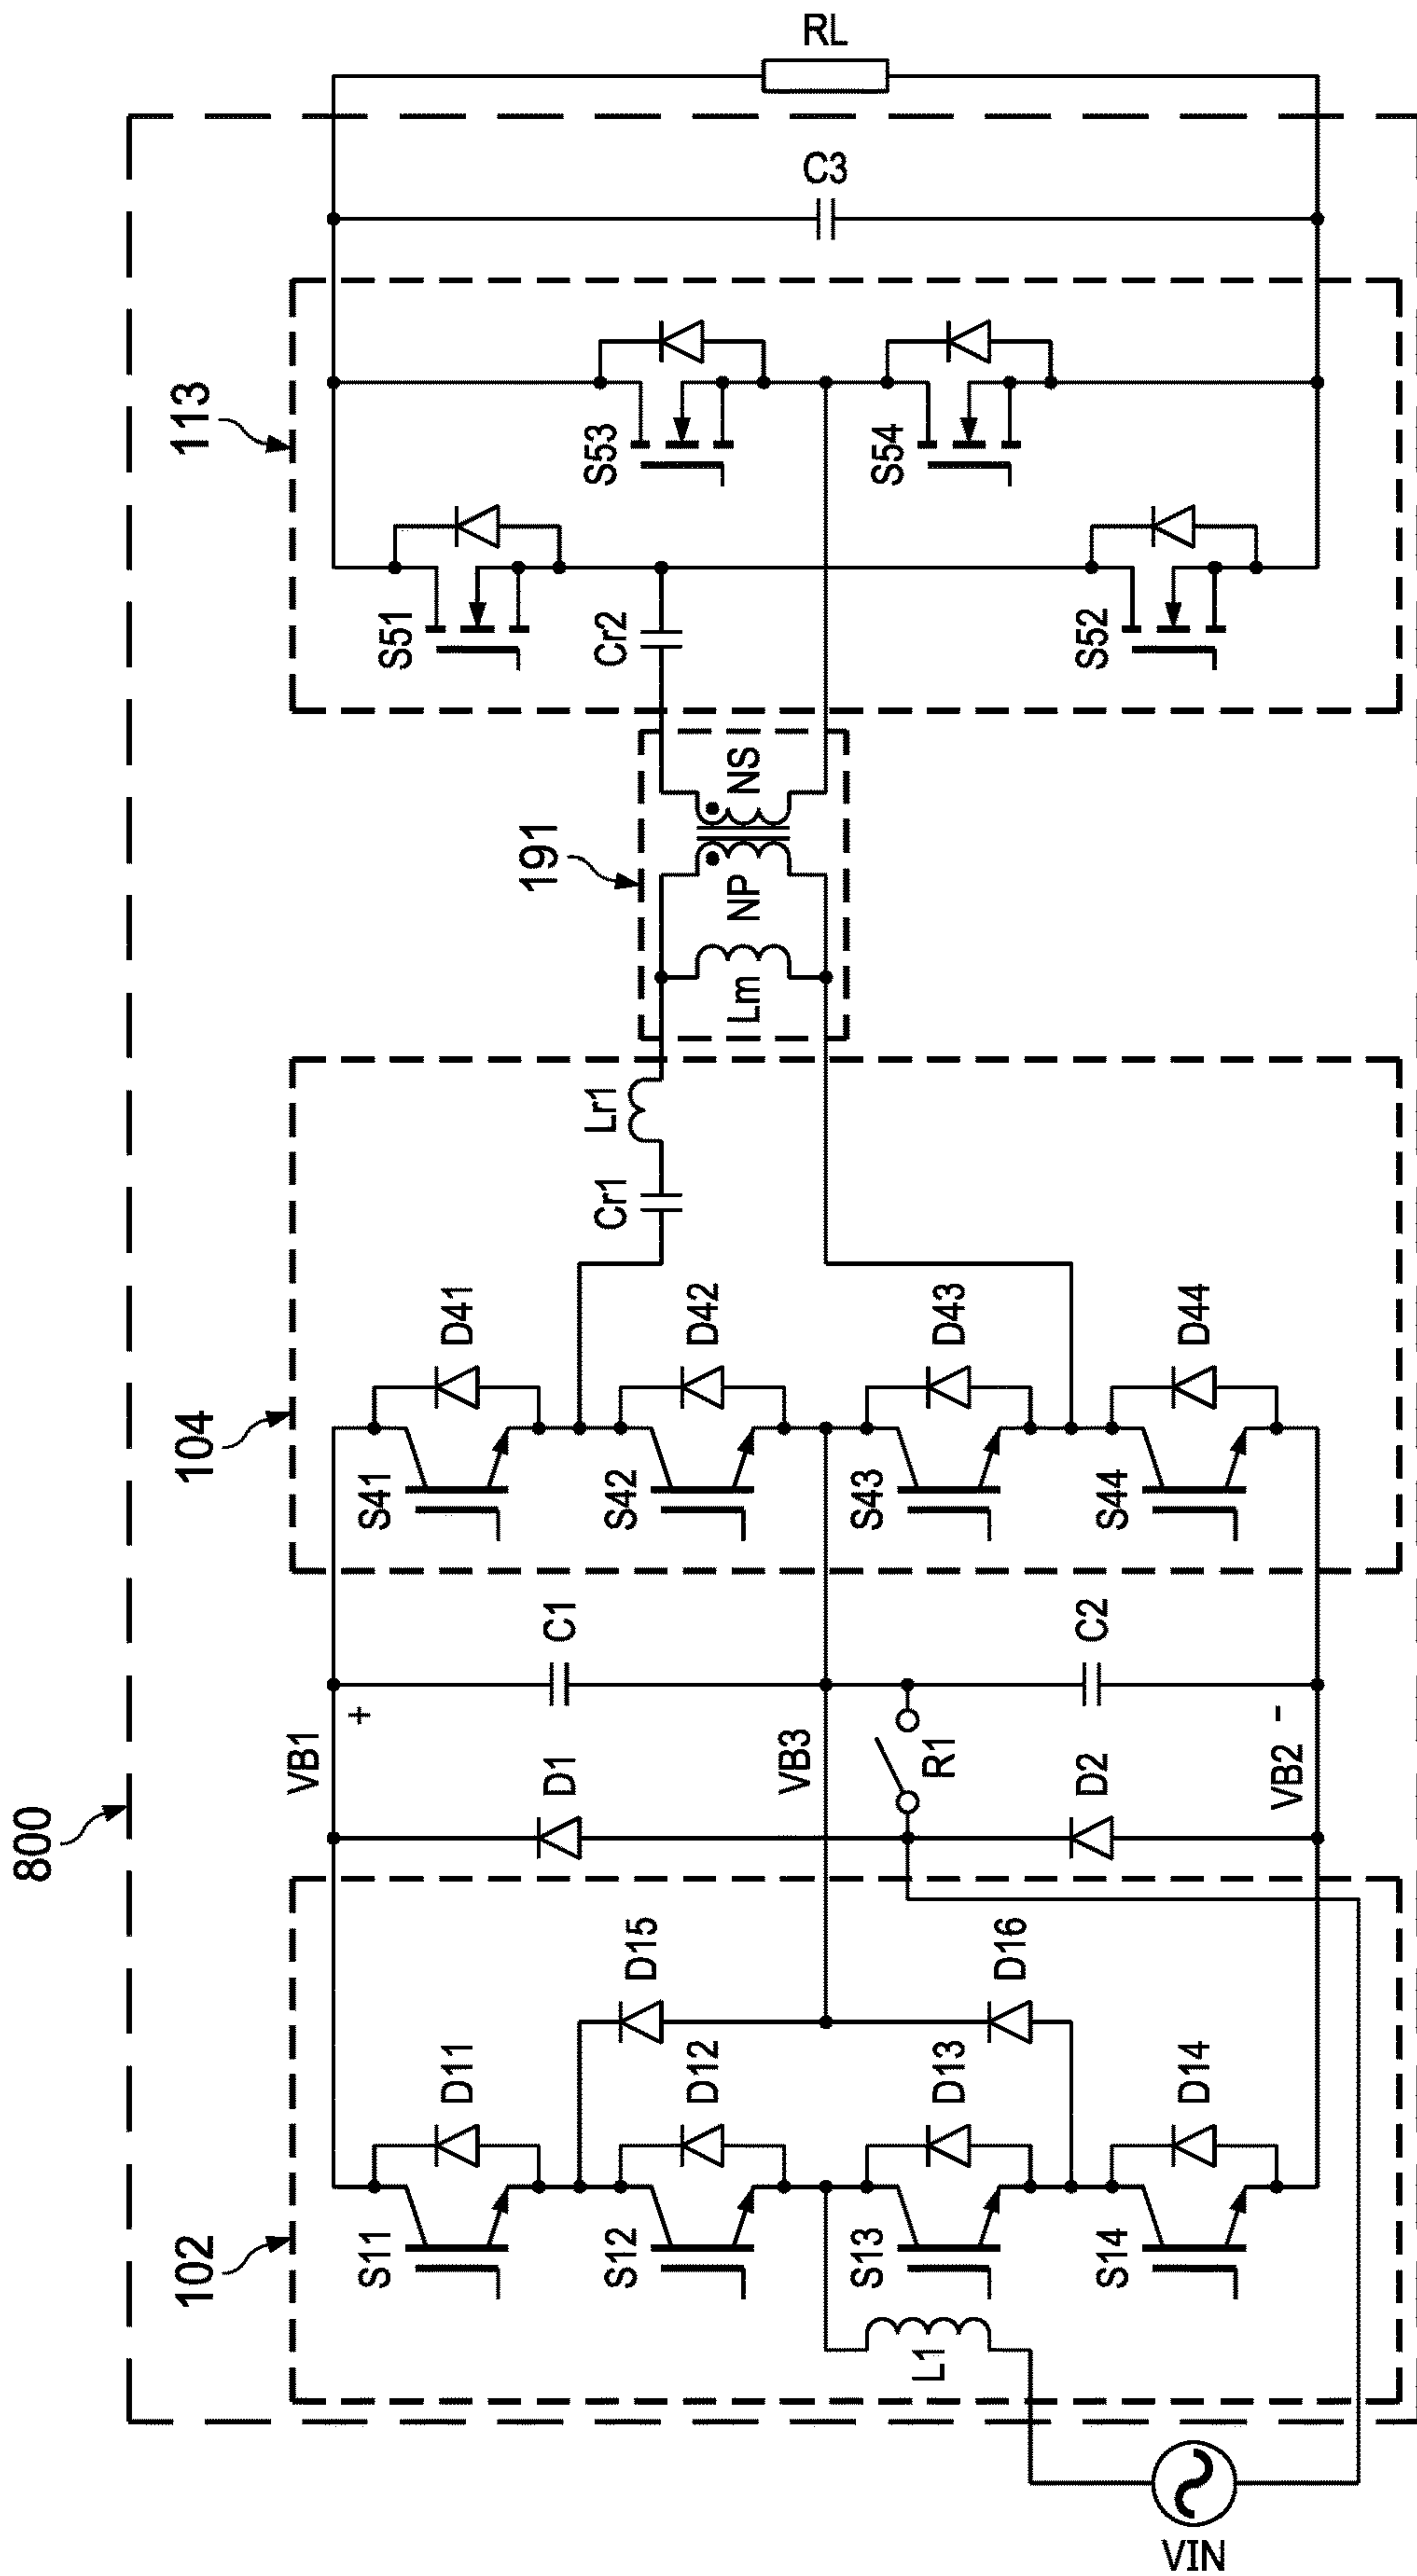 800
102
104
191
113
VIN
L1
S11
S12
S13
S14
D11
D12
D13
D14
D15
D16
VB1
VB3
VB2
+
-
D1
D2
R1
C1
C2
S41
S42
S43
S44
D41
D42
D43
D44
Cr1
Lr1
Lm
NP
NS
Cr2
S51
S52
S53
S54
C3
RL